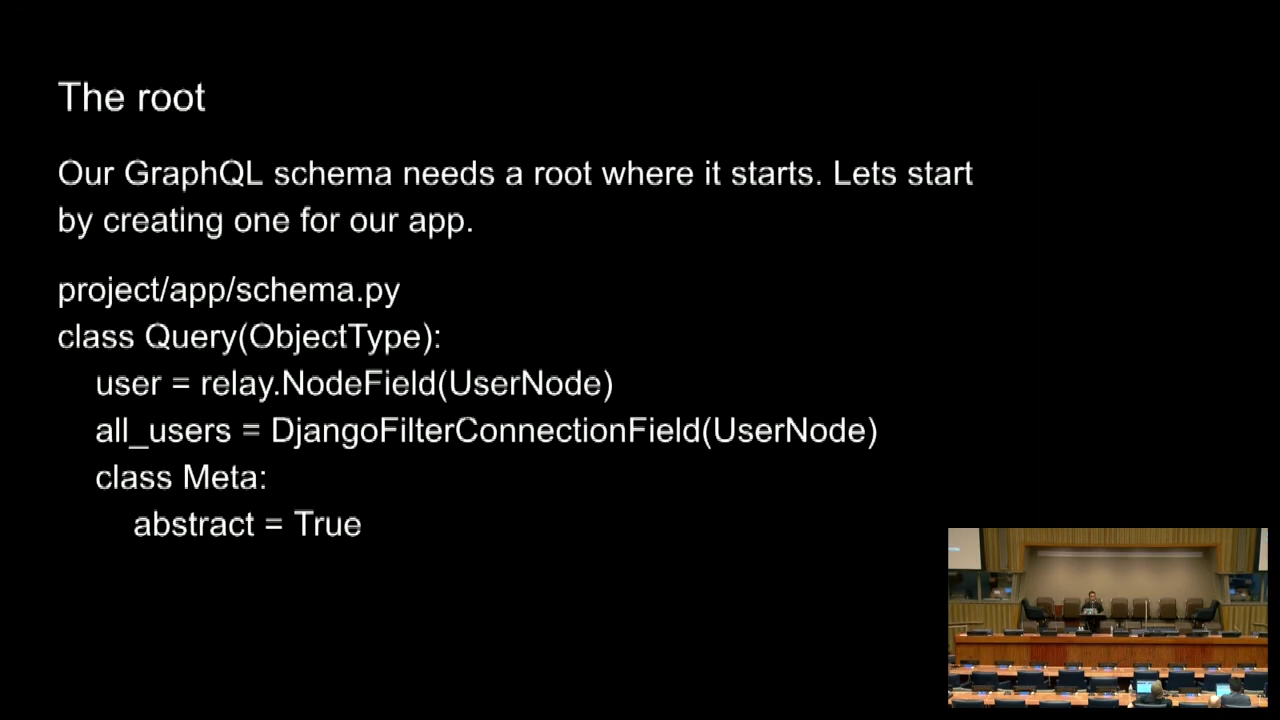 The root
Our GraphQL schema needs a root where it starts. Lets start
by creating one for our app.
project/app/schema.py
class Query(ObjectType):
    user = relay.NodeField(UserNode)
    all_users = DjangoFilterConnectionField(UserNode)
    class Meta:
        abstract = True